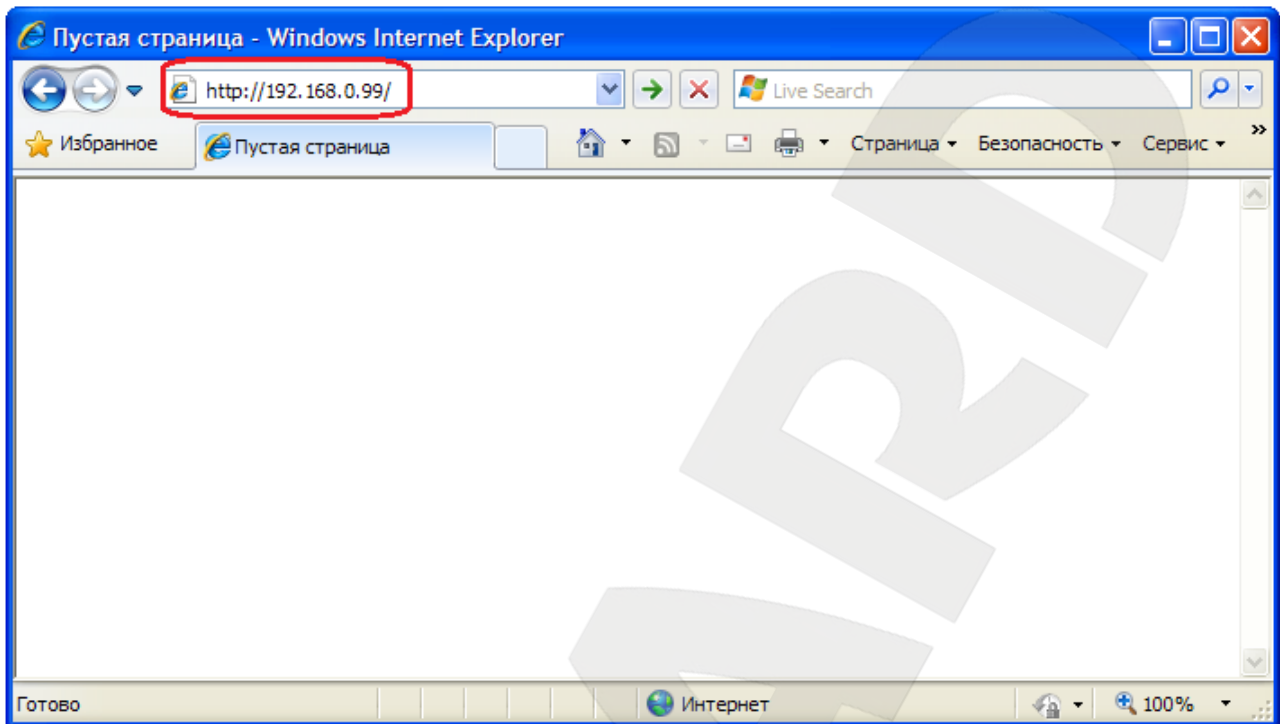 Пустая страница - Windows Internet Explorer
http://192.168.0.99/
Live Search
Избранное
Пустая страница
Страница
Безопасность
Сервис
»
ARD
Готово
Интернет
100%